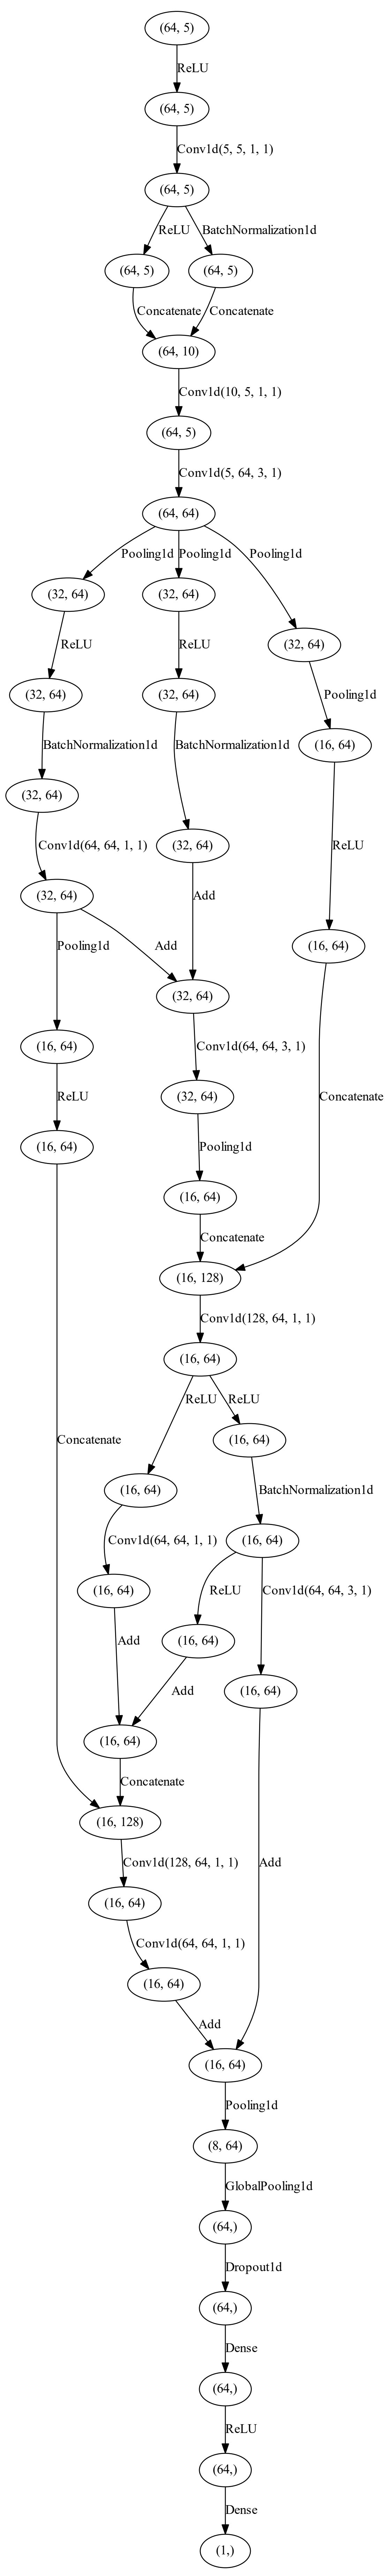 (64, 5)
ReLU
(64, 5)
Conv1d(5, 5, 1, 1)
(64, 5)
ReLU BatchNormalization1d
(64, 5) (64, 5)
Concatenate Concatenate
(64, 10)
Conv1d(10, 5, 1, 1)
(64, 5)
Conv1d(5, 64, 3, 1)
(64, 64)
Pooling1d Pooling1d Pooling1d
(32, 64) (32, 64)
(32, 64)
ReLU ReLU
(32, 64) (32, 64) Pooling1d
BatchNormalization1d BatchNormalization1d (16, 64)
(32, 64)
Conv1d(64, 64, 1, 1) (32, 64) ReLU
(32, 64) Add
Pooling1d Add (16, 64)
(32, 64)
(16, 64) Conv1d(64, 64, 3, 1)
ReLU (32, 64) Concatenate
(16, 64) Pooling1d
(16, 64)
Concatenate
(16, 128)
Conv1d(128, 64, 1, 1)
(16, 64)
ReLU ReLU
Concatenate (16, 64)
(16, 64) BatchNormalization1d
Conv1d(64, 64, 1, 1) (16, 64)
(16, 64) ReLU Conv1d(64, 64, 3, 1)
Add (16, 64)
Add (16, 64)
(16, 64)
Concatenate
(16, 128)
Conv1d(128, 64, 1, 1) Add
(16, 64)
Conv1d(64, 64, 1, 1)
(16, 64)
Add
(16, 64)
Pooling1d
(8, 64)
GlobalPooling1d
(64,)
Dropout1d
(64,)
Dense
(64,)
ReLU
(64,)
Dense
(1,)